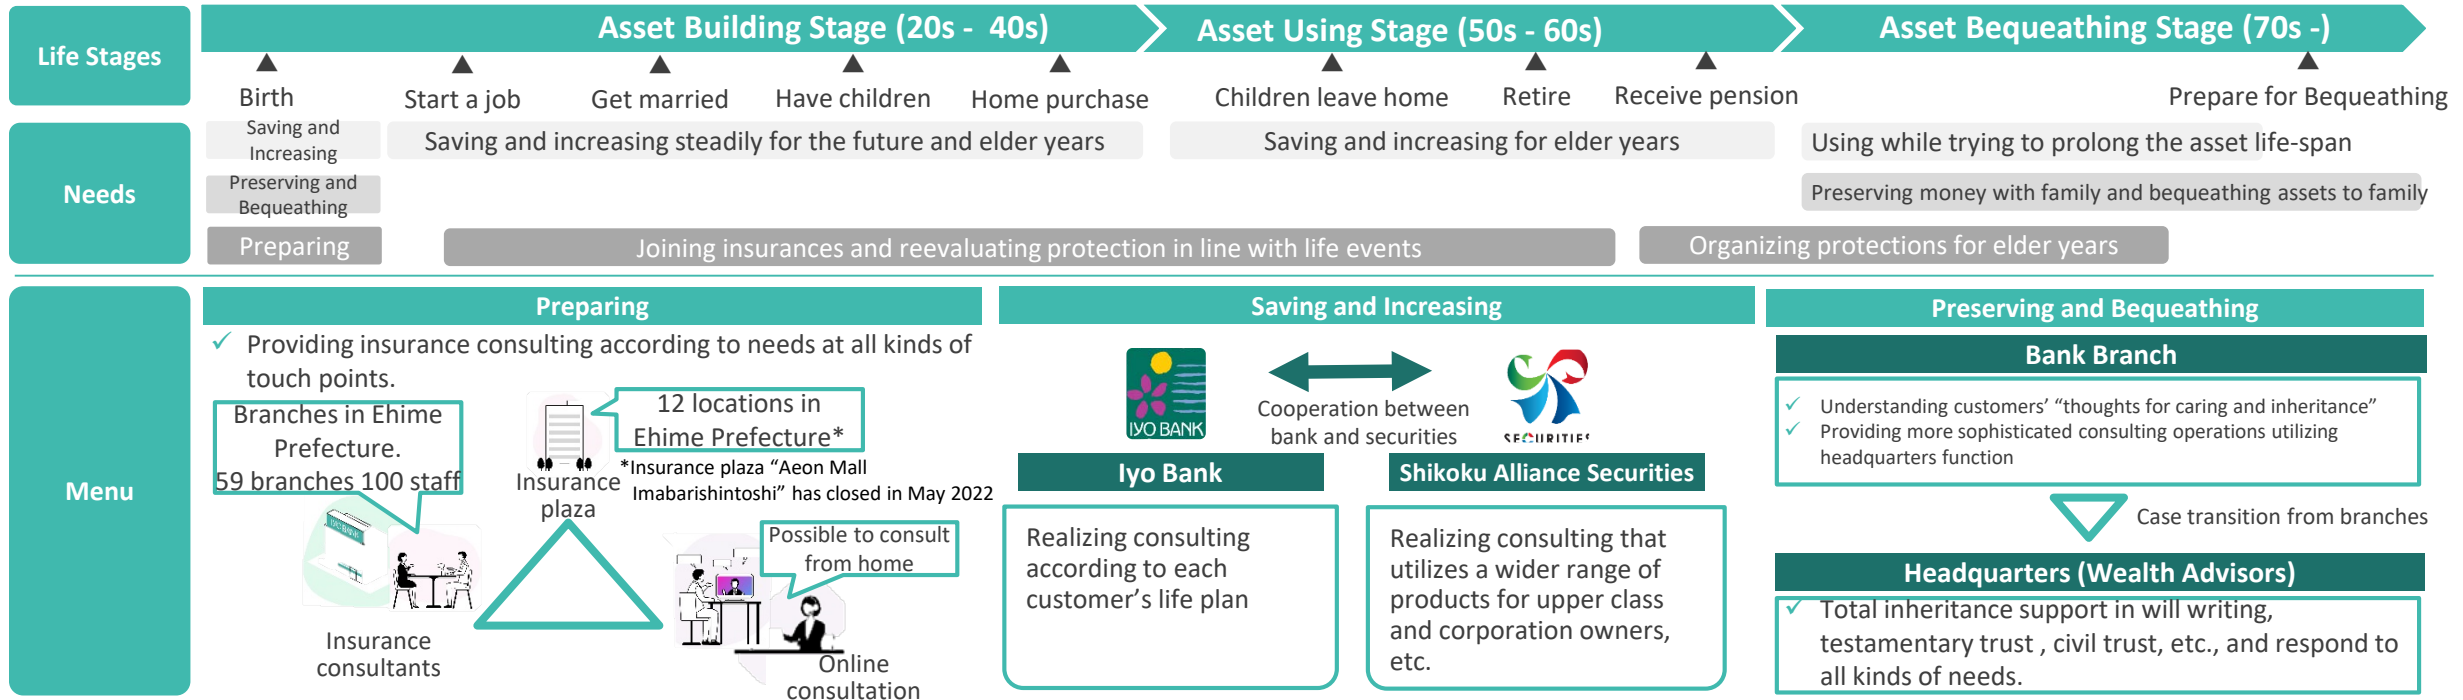 Life Stages
Asset Building Stage (20s - 40s)
Asset Using Stage (50s - 60s)
Asset Bequeathing Stage (70s -)
Birth
Start a job
Get married
Have children
Home purchase
Children leave home
Retire
Receive pension
Prepare for Bequeathing
Needs
Saving and
Increasing
Saving and increasing steadily for the future and elder years
Saving and increasing for elder years
Using while trying to prolong the asset life-span
Preserving and
Bequeathing
Preserving money with family and bequeathing assets to family
Preparing
Joining insurances and reevaluating protection in line with life events
Organizing protections for elder years
Menu
Preparing
✓ Providing insurance consulting according to needs at all kinds of
touch points.
Branches in Ehime
Prefecture.
59 branches 100 staff
12 locations in
Ehime Prefecture*
*Insurance plaza “Aeon Mall
Imabarishintoshi” has closed in May 2022
Insurance
plaza
IYO BANK
Insurance
consultants
Possible to consult
from home
Online
consultation
Saving and Increasing
IYO BANK
Cooperation between
bank and securities
SECURITIES
Iyo Bank
Realizing consulting
according to each
customer’s life plan
Shikoku Alliance Securities
Realizing consulting that
utilizes a wider range of
products for upper class
and corporation owners,
etc.
Preserving and Bequeathing
Bank Branch
✓ Understanding customers’ “thoughts for caring and inheritance”
✓ Providing more sophisticated consulting operations utilizing
headquarters function
Case transition from branches
Headquarters (Wealth Advisors)
✓ Total inheritance support in will writing,
testamentary trust , civil trust, etc., and respond to
all kinds of needs.